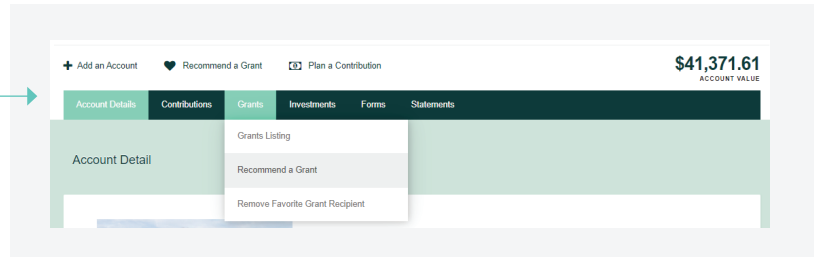 Add an Account Recommend a Grant Plan a Contribution
$41,371.61
ACCOUNT VALUE
Account Details Contributions Grants Investments Forms Statements
Grants Listing
Account Detail
Recommend a Grant
Remove Favorite Grant Recipient